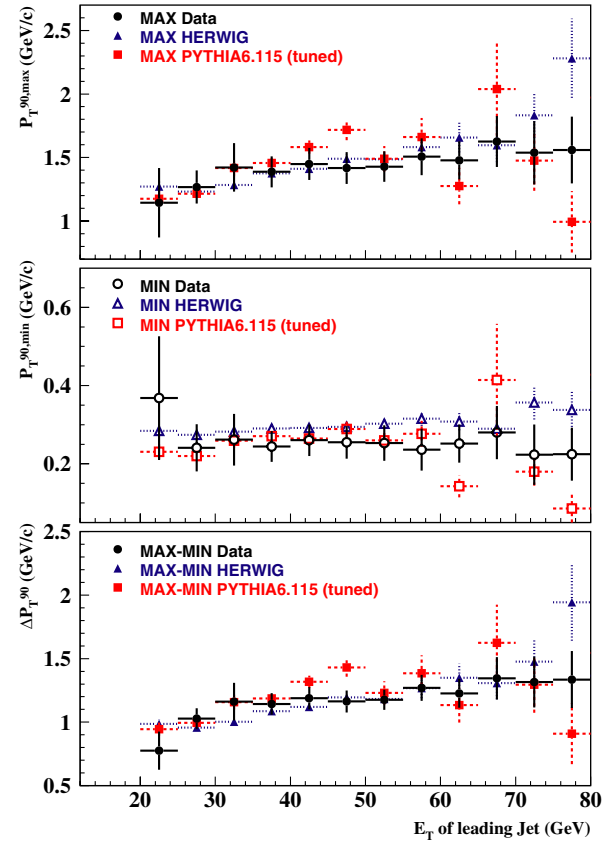 MAX Data
MAX HERWIG
MAX PYTHIA6.115 (tuned)
P_T^90,max (GeV/c)
2.5
2
1.5
1
MIN Data
MIN HERWIG
MIN PYTHIA6.115 (tuned)
P_T^90,min (GeV/c)
0.6
0.4
0.2
MAX-MIN Data
MAX-MIN HERWIG
MAX-MIN PYTHIA6.115 (tuned)
ΔP_T^90 (GeV/c)
2.5
2
1.5
1
0.5
20 30 40 50 60 70 80
E_T of leading Jet (GeV)